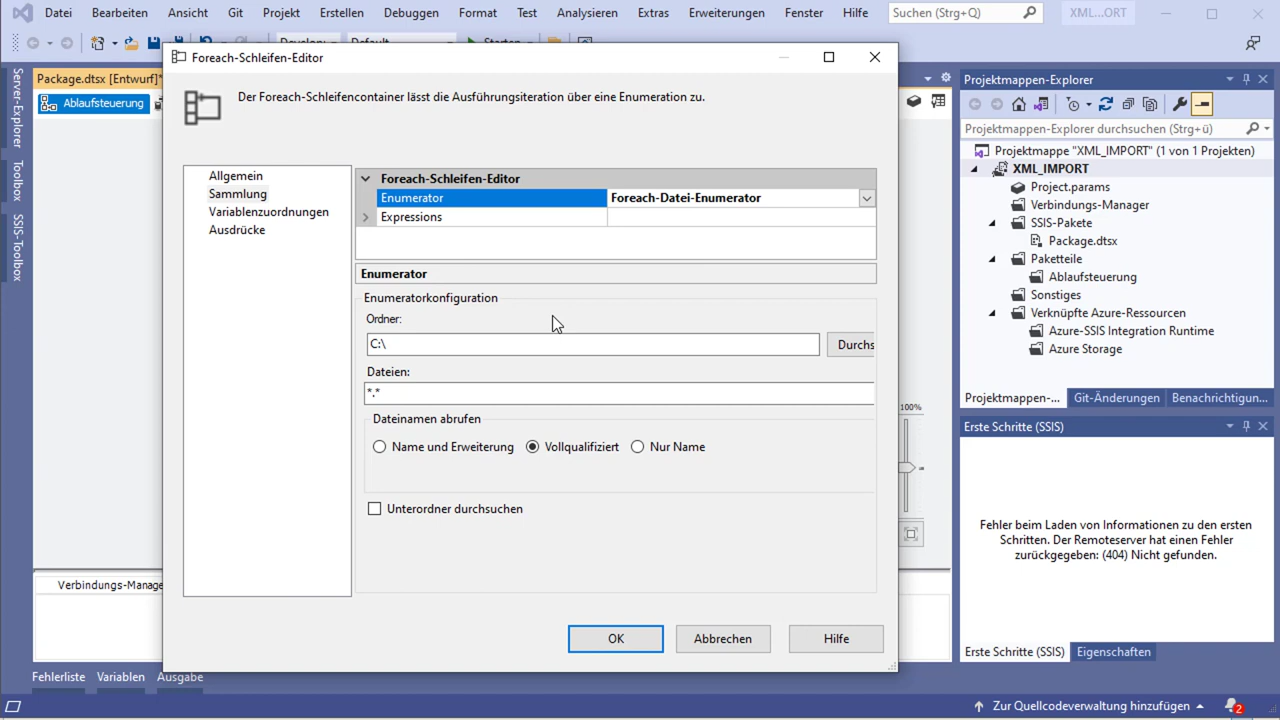 Datei Bearbeiten Ansicht Git Projekt Erstellen Debuggen Format Test Analysieren Extras Erweiterungen Fenster Hilfe Suchen (Strg+Q) XML...ORT
Foreach-Schleifen-Editor
Server-Explorer
Toolbox
SSIS-Toolbox
Package.dtsx [Entwurf]*
Ablaufsteuerung
Der Foreach-Schleifencontainer lässt die Ausführungsiteration über eine Enumeration zu.
Allgemein
Sammlung
Variablenzuordnungen
Ausdrücke
Foreach-Schleifen-Editor
Enumerator Foreach-Datei-Enumerator
Expressions
Enumerator
Enumeratorkonfiguration
Ordner:
C:\
Durchs
Dateien:
*.*
Dateinamen abrufen
Name und Erweiterung Vollqualifiziert Nur Name
Unterordner durchsuchen
OK Abbrechen Hilfe
100%
Verbindungs-Manage
Fehlerliste Variablen Ausgabe
Projektmappen-Explorer
Projektmappen-Explorer durchsuchen (Strg+ü)
Projektmappe "XML_IMPORT" (1 von 1 Projekten)
XML_IMPORT
Project.params
Verbindungs-Manager
SSIS-Pakete
Package.dtsx
Paketteile
Ablaufsteuerung
Sonstiges
Verknüpfte Azure-Ressourcen
Azure-SSIS Integration Runtime
Azure Storage
Projektmappen-... Git-Änderungen Benachrichtigun...
Erste Schritte (SSIS)
Fehler beim Laden von Informationen zu den ersten
Schritten. Der Remoteserver hat einen Fehler
zurückgegeben: (404) Nicht gefunden.
Erste Schritte (SSIS) Eigenschaften
Zur Quellcodeverwaltung hinzufügen 2